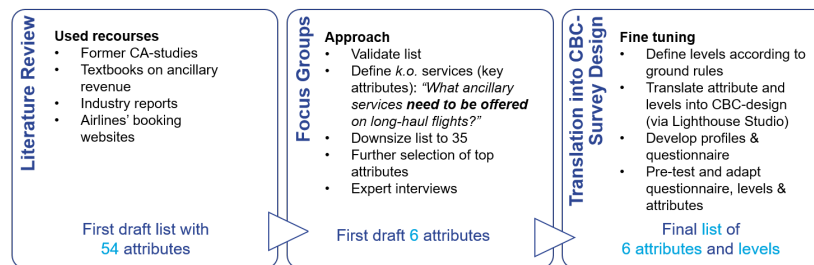 Literature Review
Used recourses
• Former CA-studies
• Textbooks on ancillary
revenue
• Industry reports
• Airlines' booking
websites
First draft list with
54 attributes
Focus Groups
Approach
• Validate list
• Define k.o. services (key
attributes): "What ancillary
services need to be offered
on long-haul flights?"
• Downsize list to 35
• Further selection of top
attributes
• Expert interviews
First draft 6 attributes
Translation into CBC-
Survey Design
Fine tuning
• Define levels according to
ground rules
• Translate attribute and
levels into CBC-design
(via Lighthouse Studio)
• Develop profiles &
questionnaire
• Pre-test and adapt
questionnaire, levels &
attributes
Final list of
6 attributes and levels